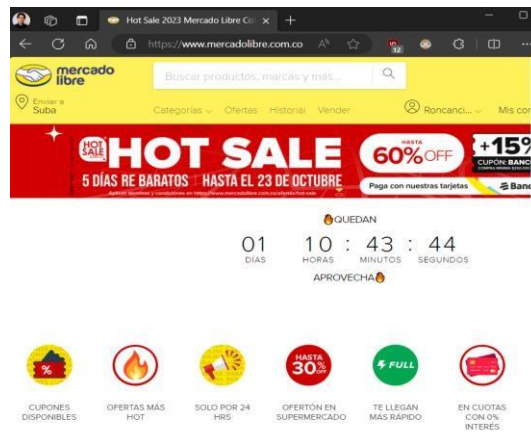 Hot Sale 2023 Mercado Libre Co
https://www.mercadolibre.com.co
12
mercado
libre
Buscar productos, marcas y más...
Enviar a
Suba
Categorías Ofertas Historial Vender
Roncanci... Mis com
HOT
SALE
HOT SALE
5 DÍAS RE BARATOS HASTA EL 23 DE OCTUBRE
HASTA
60% OFF
+15%
CUPÓN: BANC
Paga con nuestras tarjetas
Banc
QUEDAN
01 10 : 43 : 44
DÍAS HORAS MINUTOS SEGUNDOS
APROVECHA
%
HASTA
30%
OFF
FULL
CUPONES
DISPONIBLES
OFERTAS MÁS
HOT
SOLO POR 24
HRS
OFERTÓN EN
SUPERMERCADO
TE LLEGAN
MÁS RÁPIDO
EN CUOTAS
CON 0%
INTERÉS